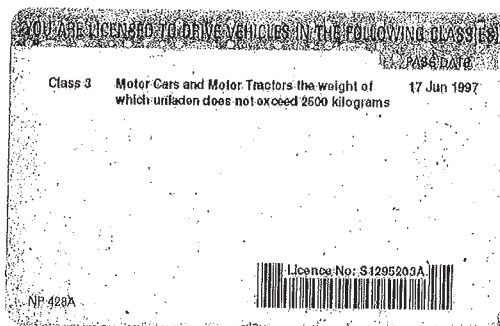 YOU ARE LICENSED TO DRIVE VEHICLES IN THE FOLLOWING CLASS(ES)
PASS DATE
Class 3 Motor Cars and Motor Tractors the weight of 17 Jun 1997
which unladen does not exceed 2500 kilograms
Licence No: S1295203A
NP 428A